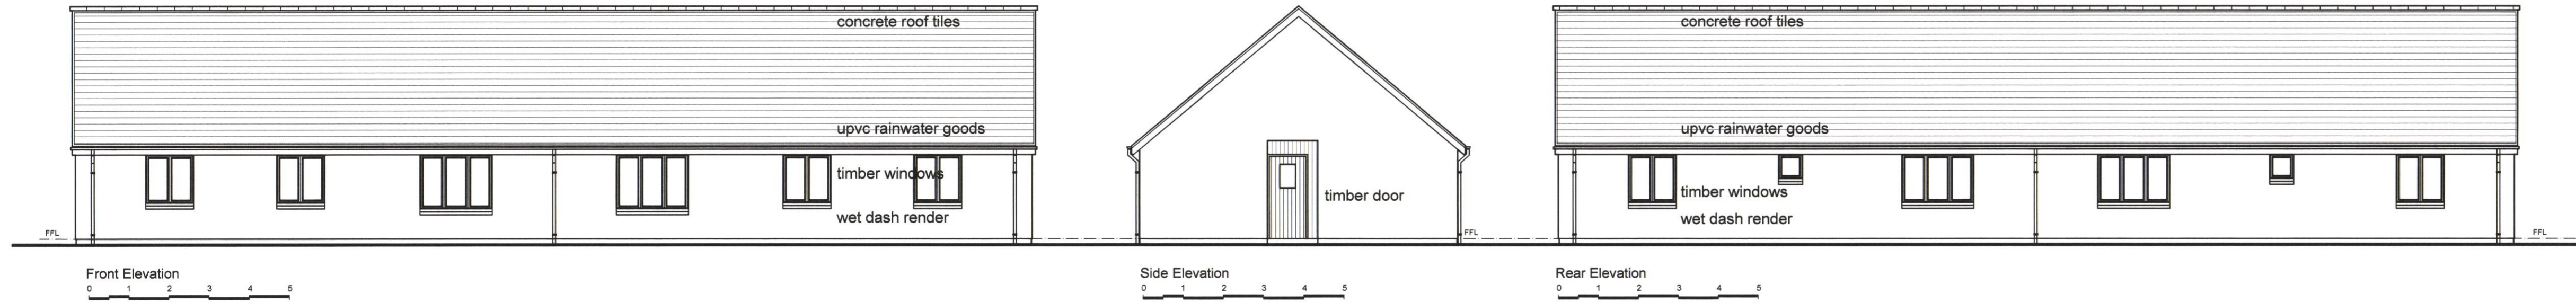 concrete roof tiles
upvc rainwater goods
timber windows
wet dash render
FFL
Front Elevation
0 1 2 3 4 5
timber door
FFL
Side Elevation
0 1 2 3 4 5
concrete roof tiles
upvc rainwater goods
timber windows
wet dash render
FFL
Rear Elevation
0 1 2 3 4 5